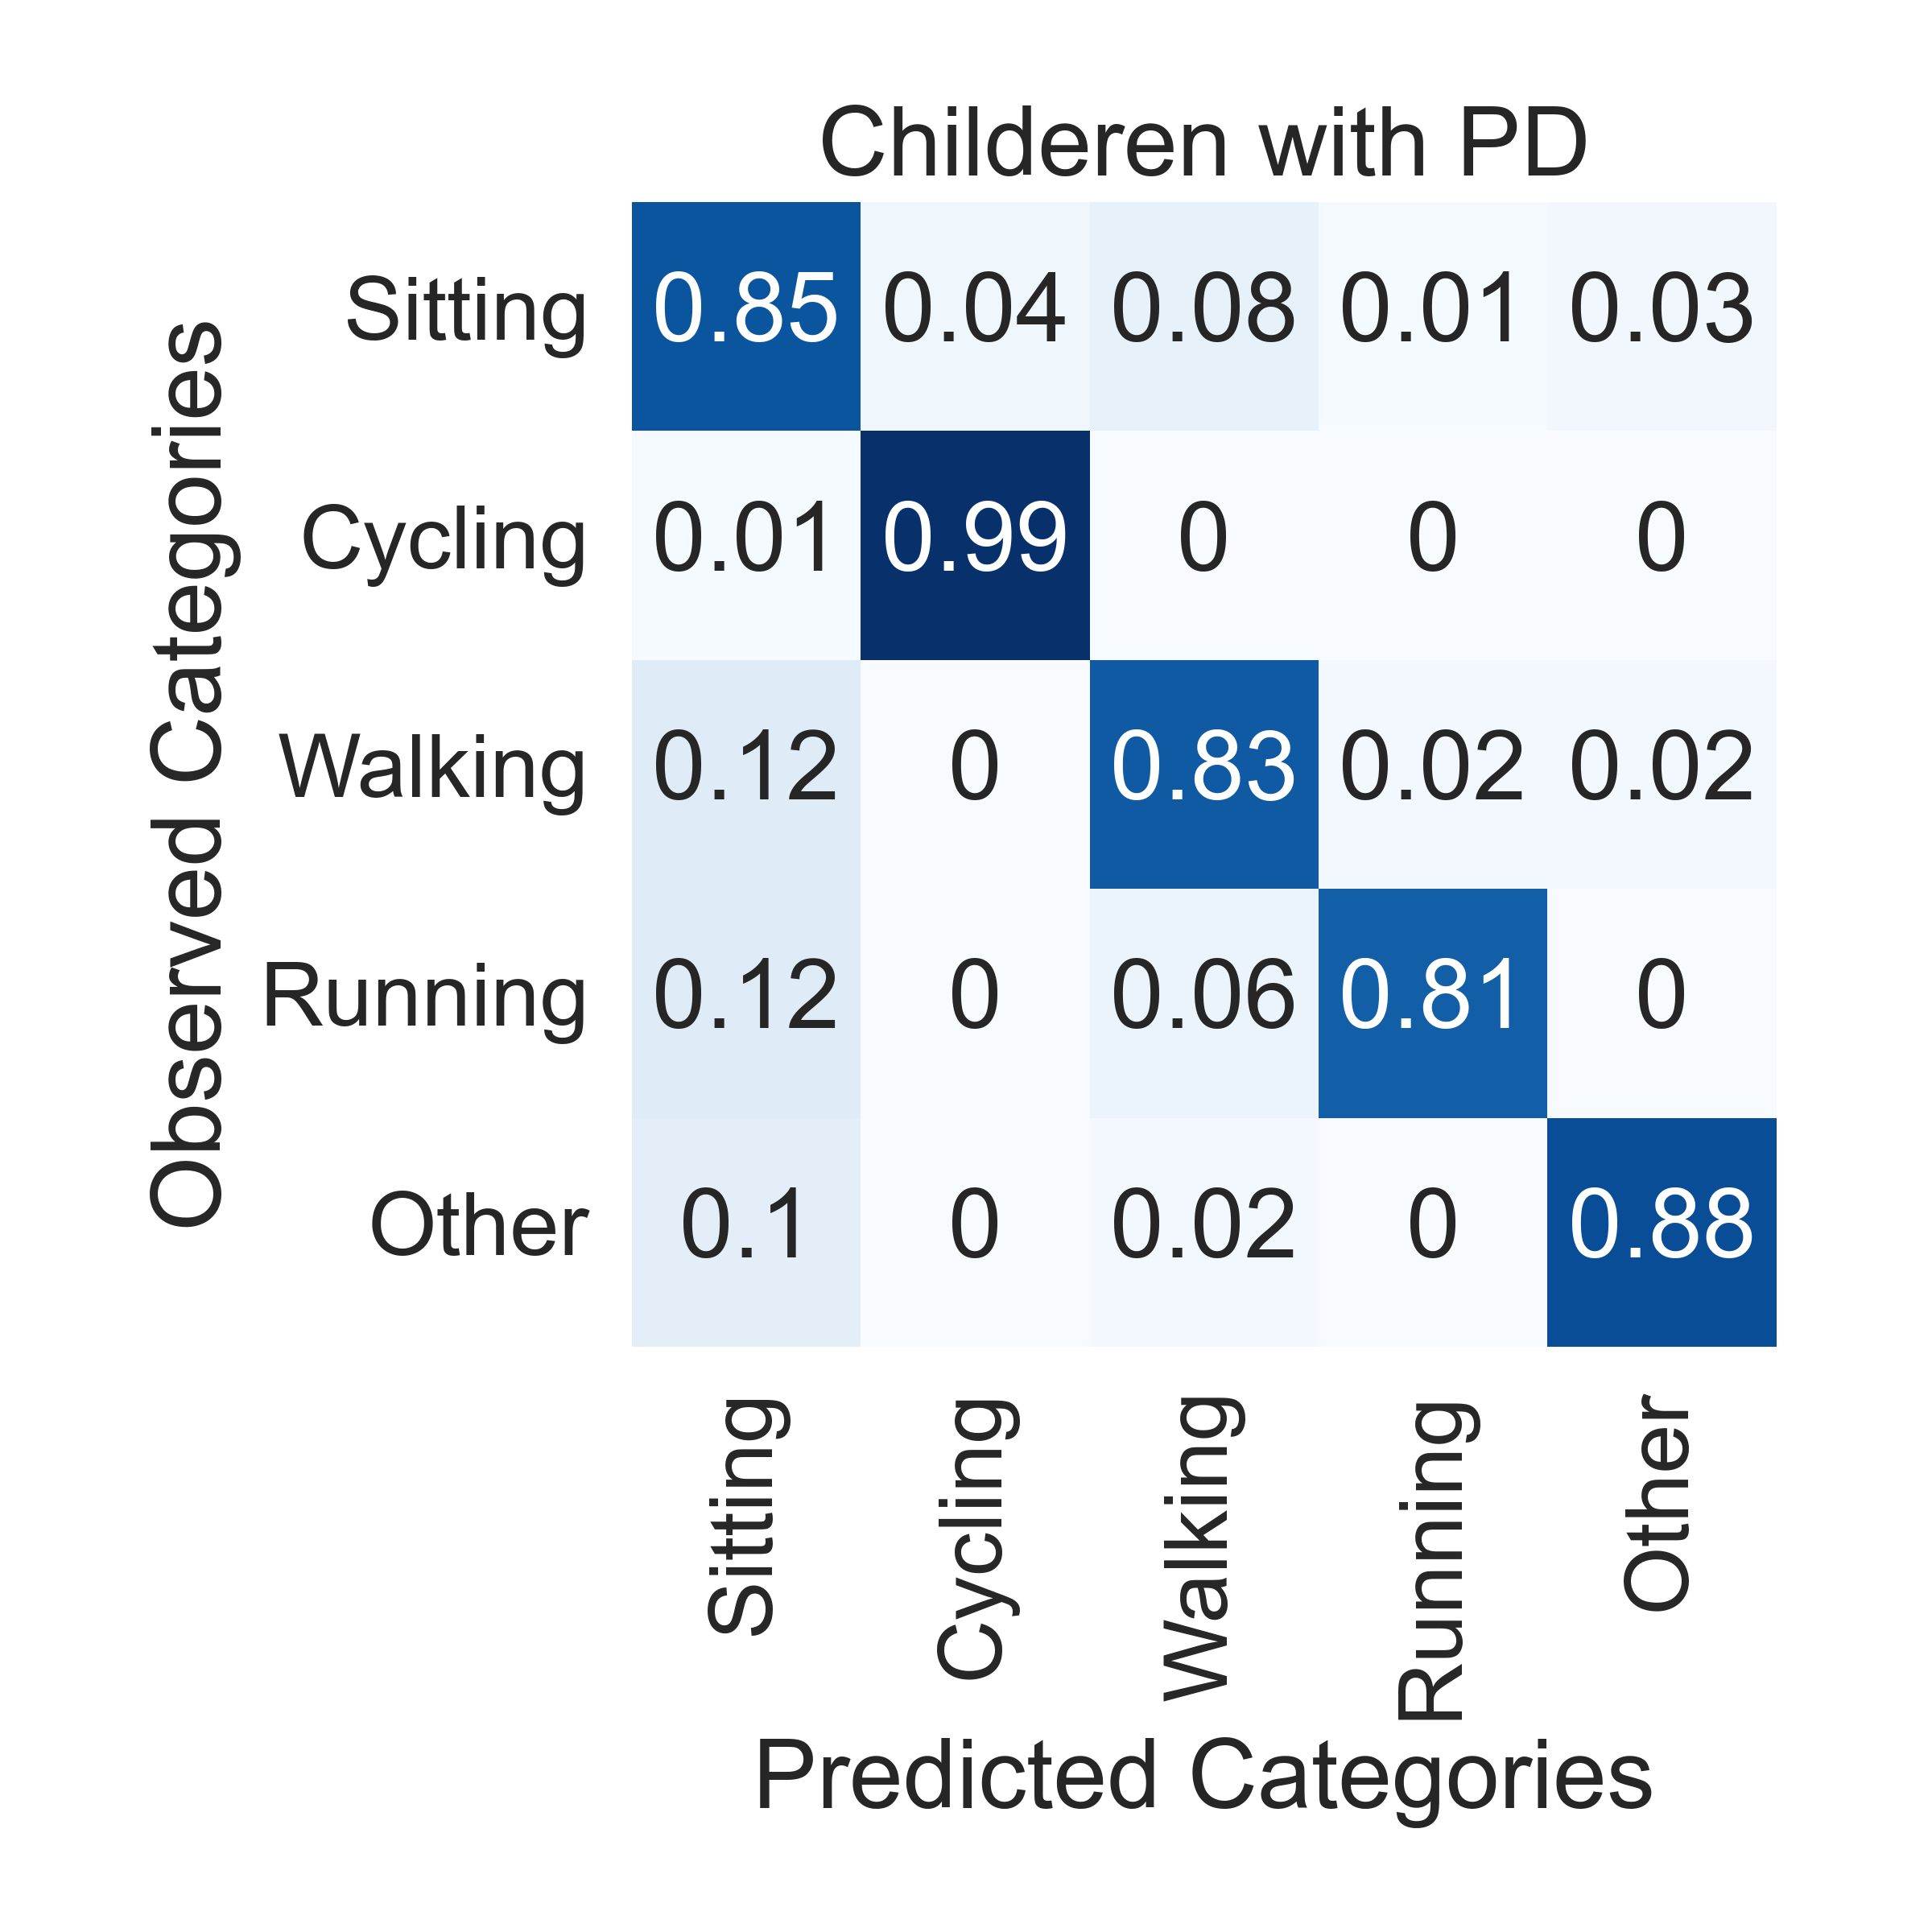 Childeren with PD
Observed Categories
Sitting 0.85 0.04 0.08 0.01 0.03
Cycling 0.01 0.99 0 0 0
Walking 0.12 0 0.83 0.02 0.02
Running 0.12 0 0.06 0.81 0
Other 0.1 0 0.02 0 0.88
Sitting Cycling Walking Running Other
Predicted Categories